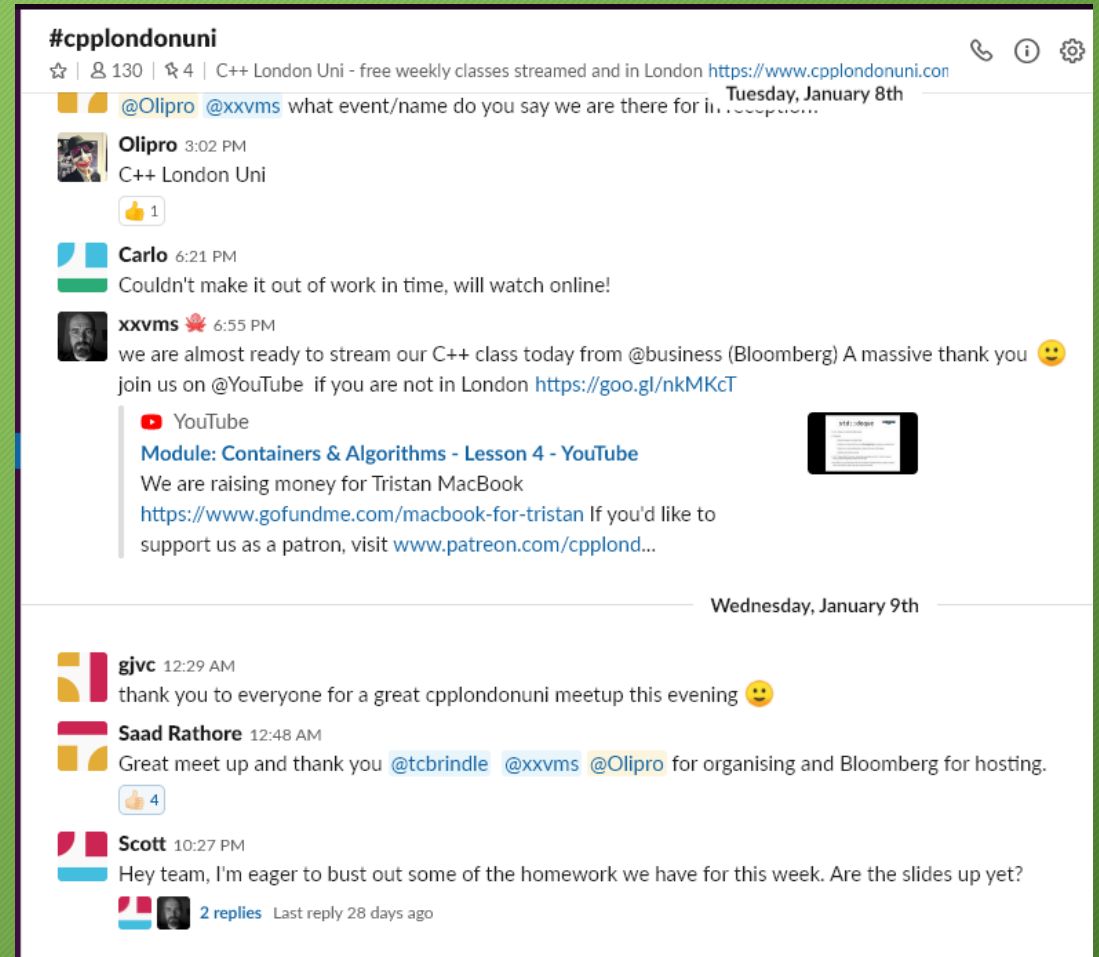 #cpplondonuni
130 | 4 | C++ London Uni - free weekly classes streamed and in London https://www.cpplondonuni.con
Tuesday, January 8th
@Olipro @xxvms what event/name do you say we are there for in reception?
Olipro 3:02 PM
C++ London Uni
1
Carlo 6:21 PM
Couldn't make it out of work in time, will watch online!
xxvms 6:55 PM
we are almost ready to stream our C++ class today from @business (Bloomberg) A massive thank you
join us on @YouTube if you are not in London https://goo.gl/nkMKcT
YouTube
std::deque
Module: Containers & Algorithms - Lesson 4 - YouTube
We are raising money for Tristan MacBook
https://www.gofundme.com/macbook-for-tristan If you'd like to
support us as a patron, visit www.patreon.com/cpplond...
Wednesday, January 9th
gjvc 12:29 AM
thank you to everyone for a great cpplondonuni meetup this evening
Saad Rathore 12:48 AM
Great meet up and thank you @tcbrindle @xxvms @Olipro for organising and Bloomberg for hosting.
4
Scott 10:27 PM
Hey team, I'm eager to bust out some of the homework we have for this week. Are the slides up yet?
2 replies Last reply 28 days ago